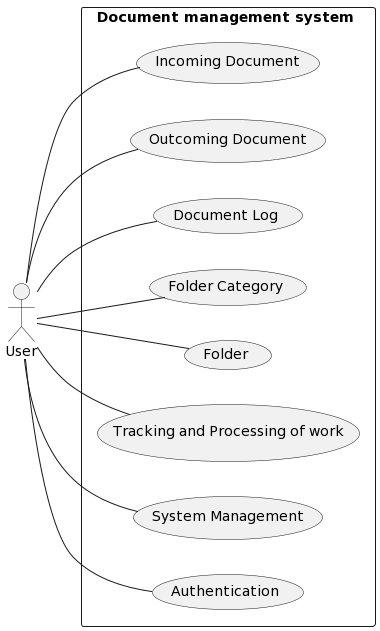 Document management system
Incoming Document
Outcoming Document
Document Log
Folder Category
Folder
User
Tracking and Processing of work
System Management
Authentication